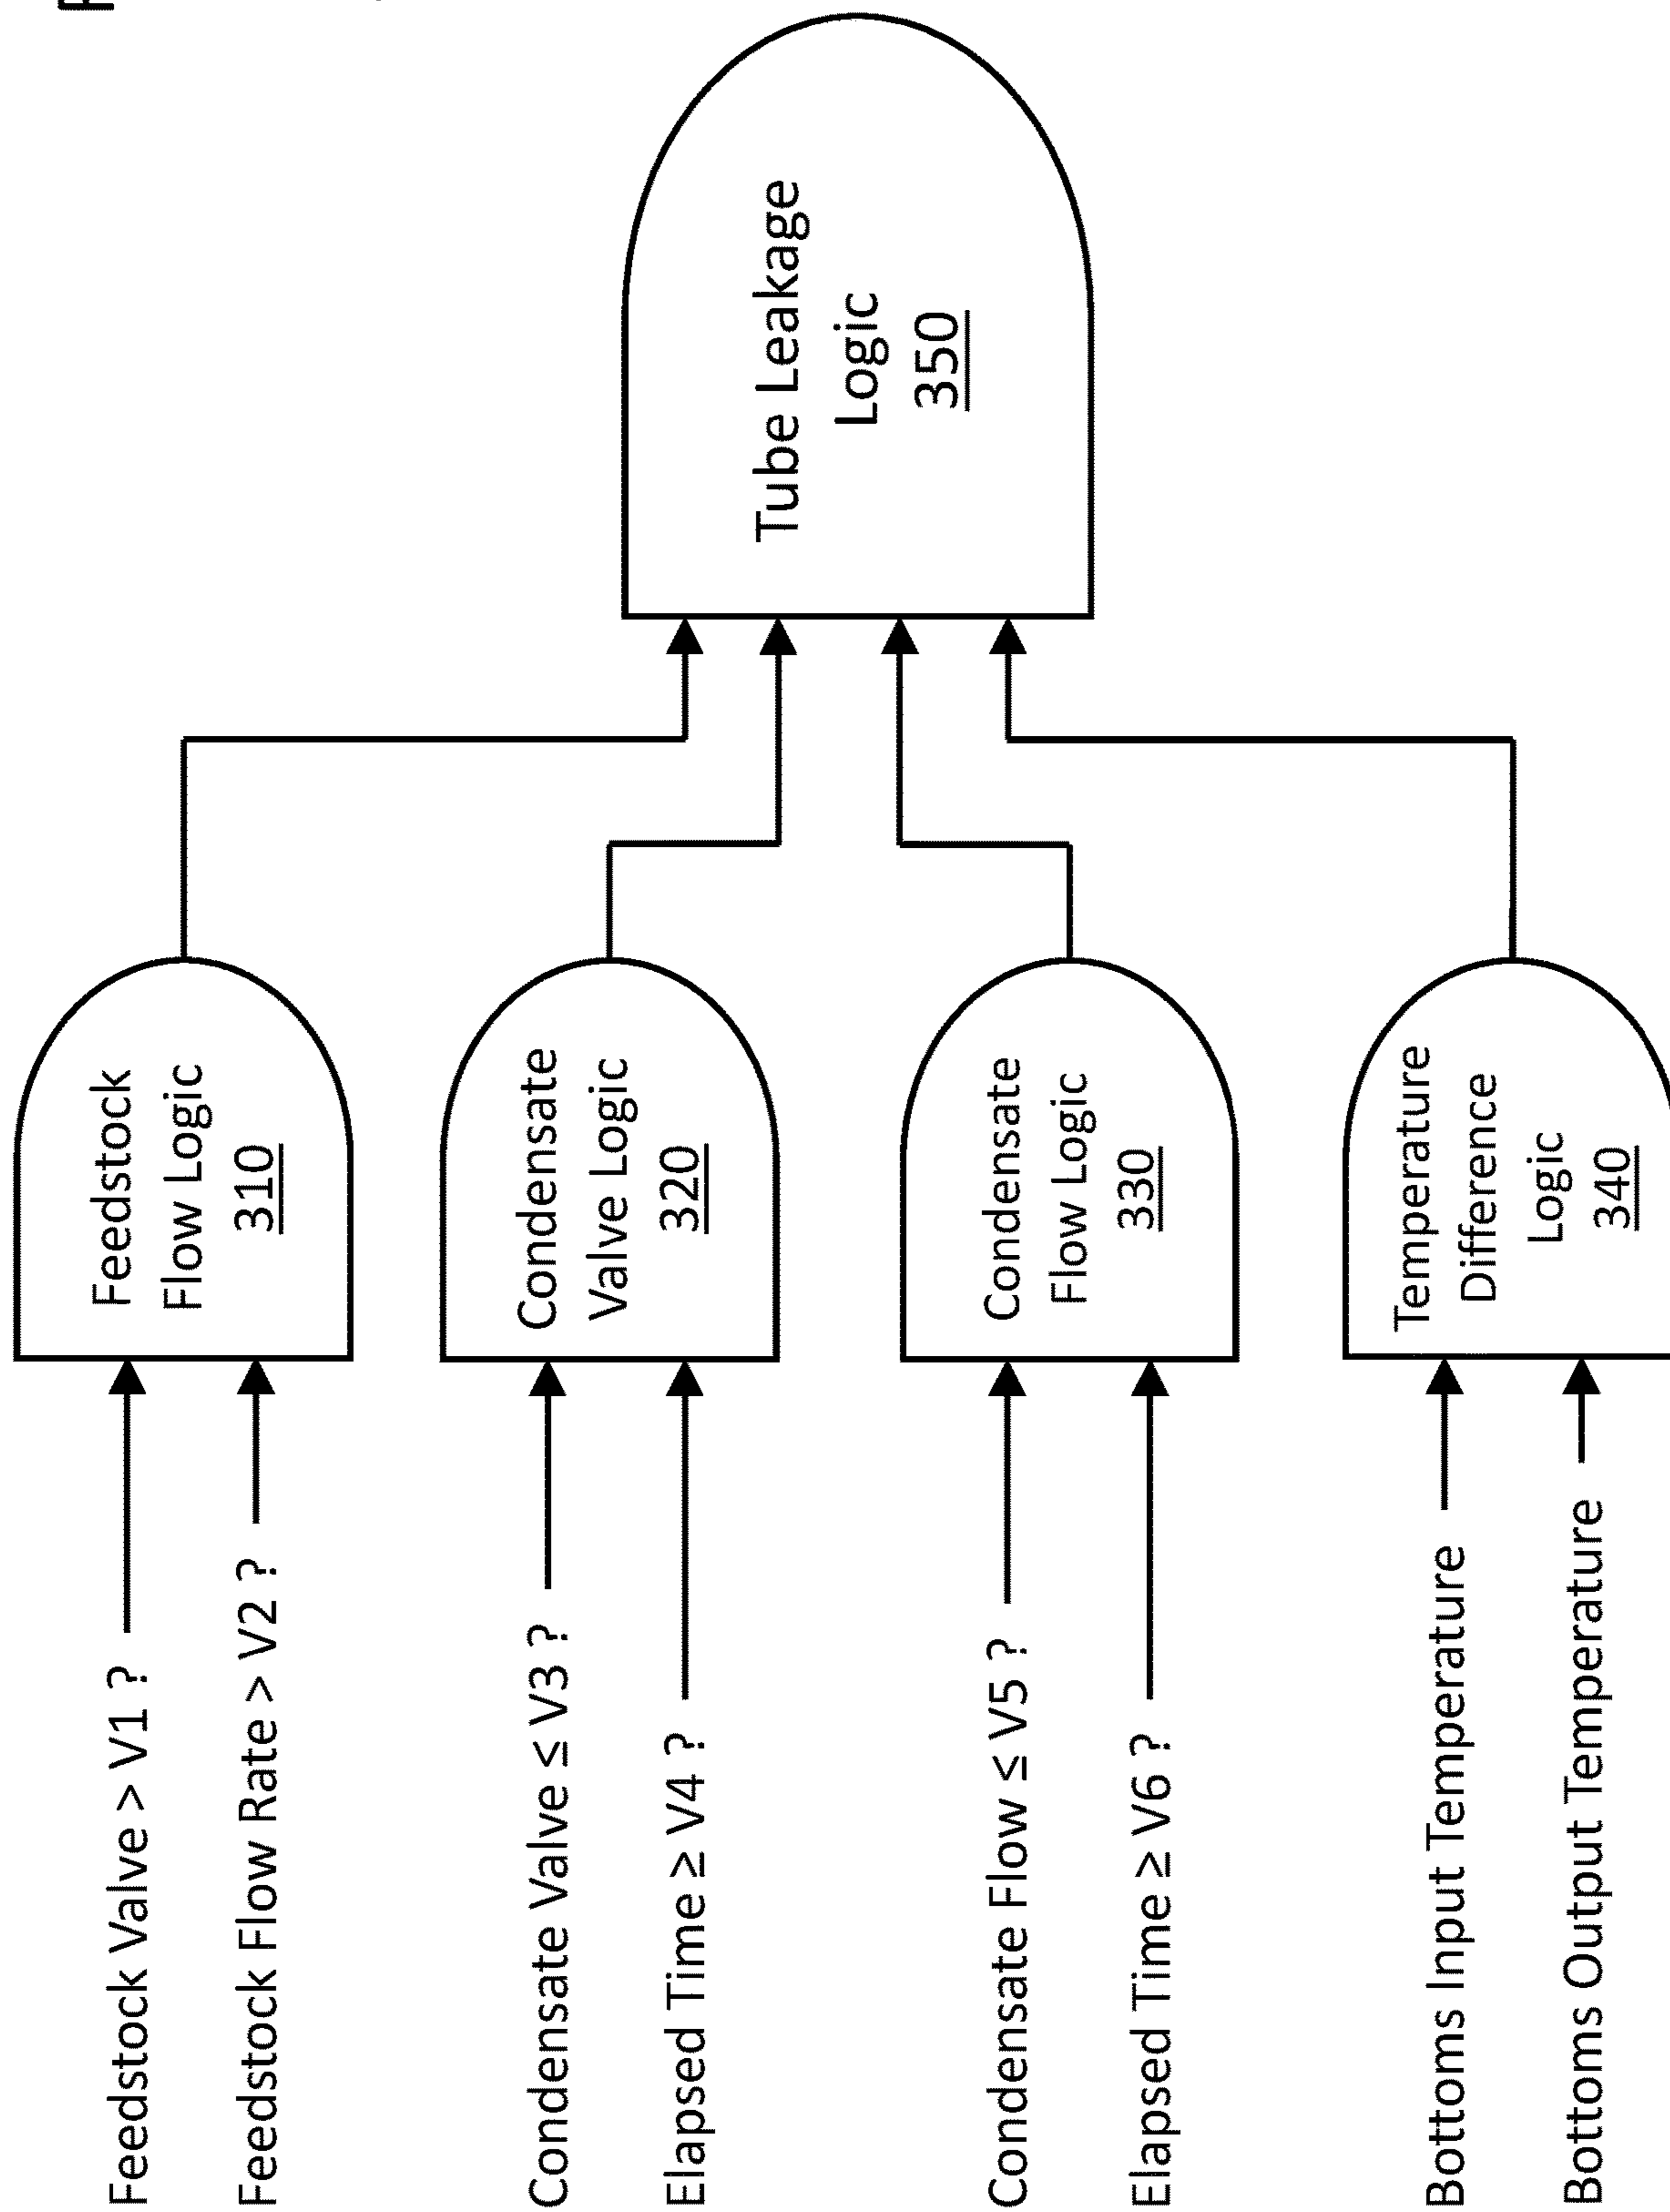 Feedstock Valve > V1 ?
Feedstock Flow Rate > V2 ?
Feedstock
Flow Logic
310
Condensate Valve ≤ V3 ?
Elapsed Time ≥ V4 ?
Condensate
Valve Logic
320
Condensate Flow ≤ V5 ?
Elapsed Time ≥ V6 ?
Condensate
Flow Logic
330
Bottoms Input Temperature
Bottoms Output Temperature
Temperature
Difference
Logic
340
Tube Leakage
Logic
350